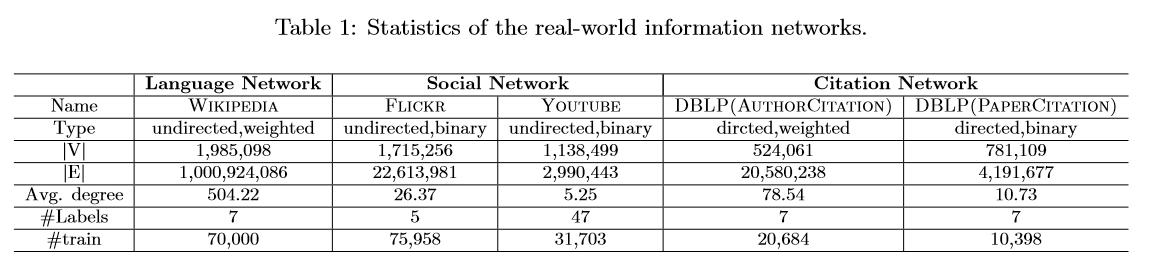 Table 1: Statistics of the real-world information networks.
Language Network Social Network Citation Network
Name WIKIPEDIA FLICKR YOUTUBE DBLP(AUTHORCITATION) DBLP(PAPERCITATION)
Type undirected,weighted undirected,binary undirected,binary dircted,weighted directed,binary
|V| 1,985,098 1,715,256 1,138,499 524,061 781,109
|E| 1,000,924,086 22,613,981 2,990,443 20,580,238 4,191,677
Avg. degree 504.22 26.37 5.25 78.54 10.73
#Labels 7 5 47 7 7
#train 70,000 75,958 31,703 20,684 10,398